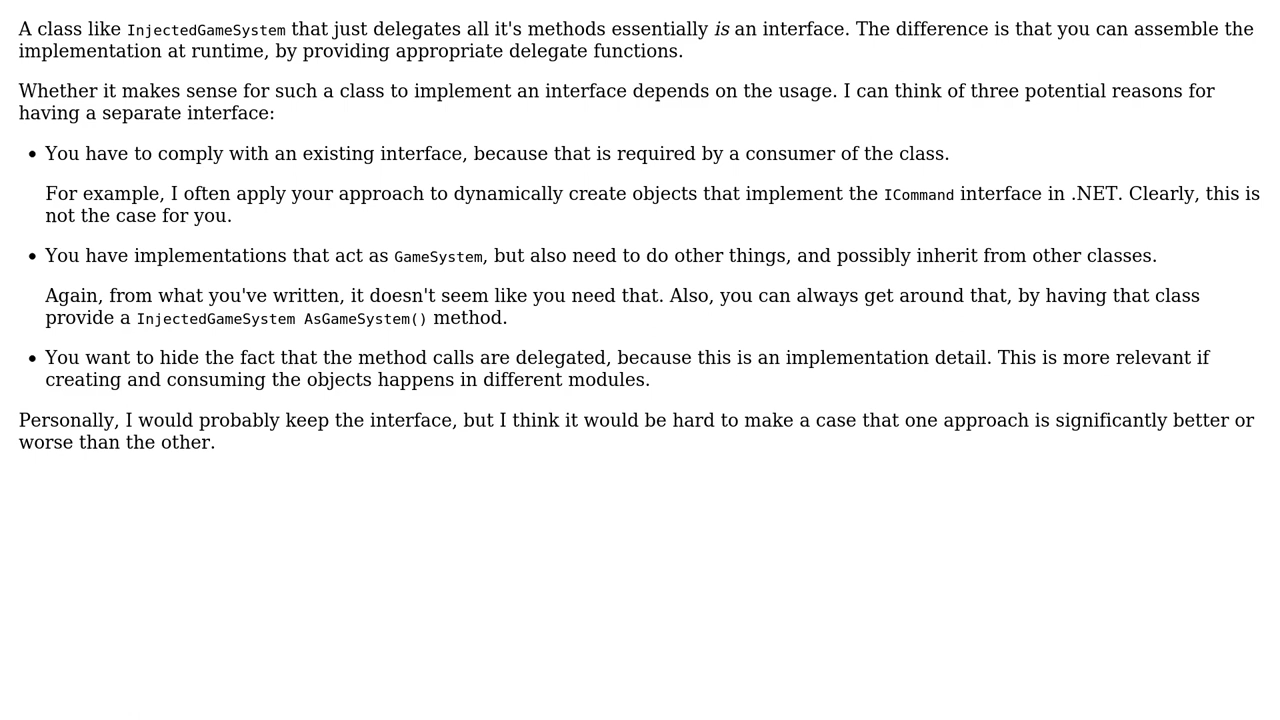 A class like InjectedGameSystem that just delegates all it's methods essentially is an interface. The difference is that you can assemble the
implementation at runtime, by providing appropriate delegate functions.
Whether it makes sense for such a class to implement an interface depends on the usage. I can think of three potential reasons for
having a separate interface:
• You have to comply with an existing interface, because that is required by a consumer of the class.
For example, I often apply your approach to dynamically create objects that implement the ICommand interface in .NET. Clearly, this is
not the case for you.
• You have implementations that act as GameSystem, but also need to do other things, and possibly inherit from other classes.
Again, from what you've written, it doesn't seem like you need that. Also, you can always get around that, by having that class
provide a InjectedGameSystem AsGameSystem() method.
• You want to hide the fact that the method calls are delegated, because this is an implementation detail. This is more relevant if
creating and consuming the objects happens in different modules.
Personally, I would probably keep the interface, but I think it would be hard to make a case that one approach is significantly better or
worse than the other.